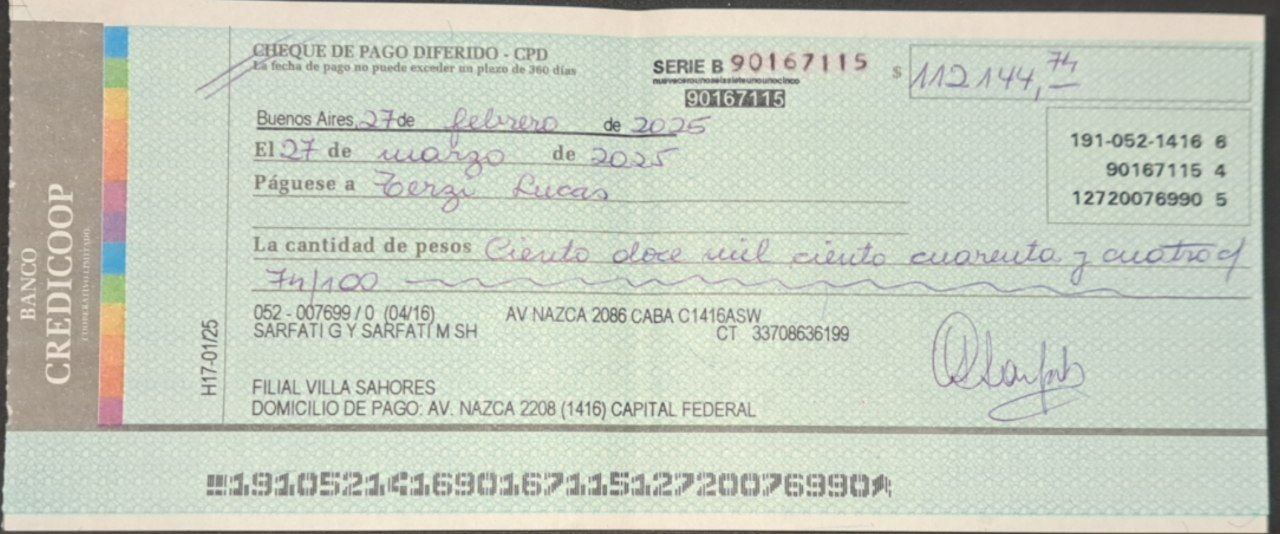 BANCO
CREDICOOP
COOPERATIVO LIMITADO
H17-01/25
CHEQUE DE PAGO DIFERIDO - CPD
La fecha de pago no puede exceder un plazo de 360 días
SERIE B 90167115
nuevecerounoseissieteunounocinco
90167115
$ 112144,74
Buenos Aires, 27 de febrero de 2025
El 27 de marzo de 2025
Páguese a Terzi Lucas
191-052-1416 6
90167115 4
12720076990 5
La cantidad de pesos Ciento doce mil ciento cuarenta y cuatro c/
74/100
052 - 007699 / 0 (04/16) AV NAZCA 2086 CABA C1416ASW
SARFATI G Y SARFATI M SH CT 33708636199
FILIAL VILLA SAHORES
DOMICILIO DE PAGO: AV. NAZCA 2208 (1416) CAPITAL FEDERAL
19105214169016711512720076990